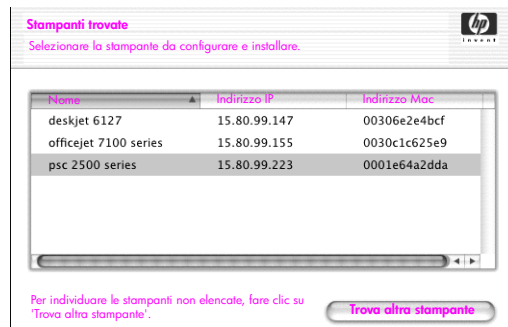 Stampanti trovate
Selezionare la stampante da configurare e installare.
hp
invent
Nome Indirizzo IP Indirizzo Mac
deskjet 6127 15.80.99.147 00306e2e4bcf
officejet 7100 series 15.80.99.155 0030c1c625e9
psc 2500 series 15.80.99.223 0001e64a2dda
Per individuare le stampanti non elencate, fare clic su
'Trova altra stampante'.
Trova altra stampante